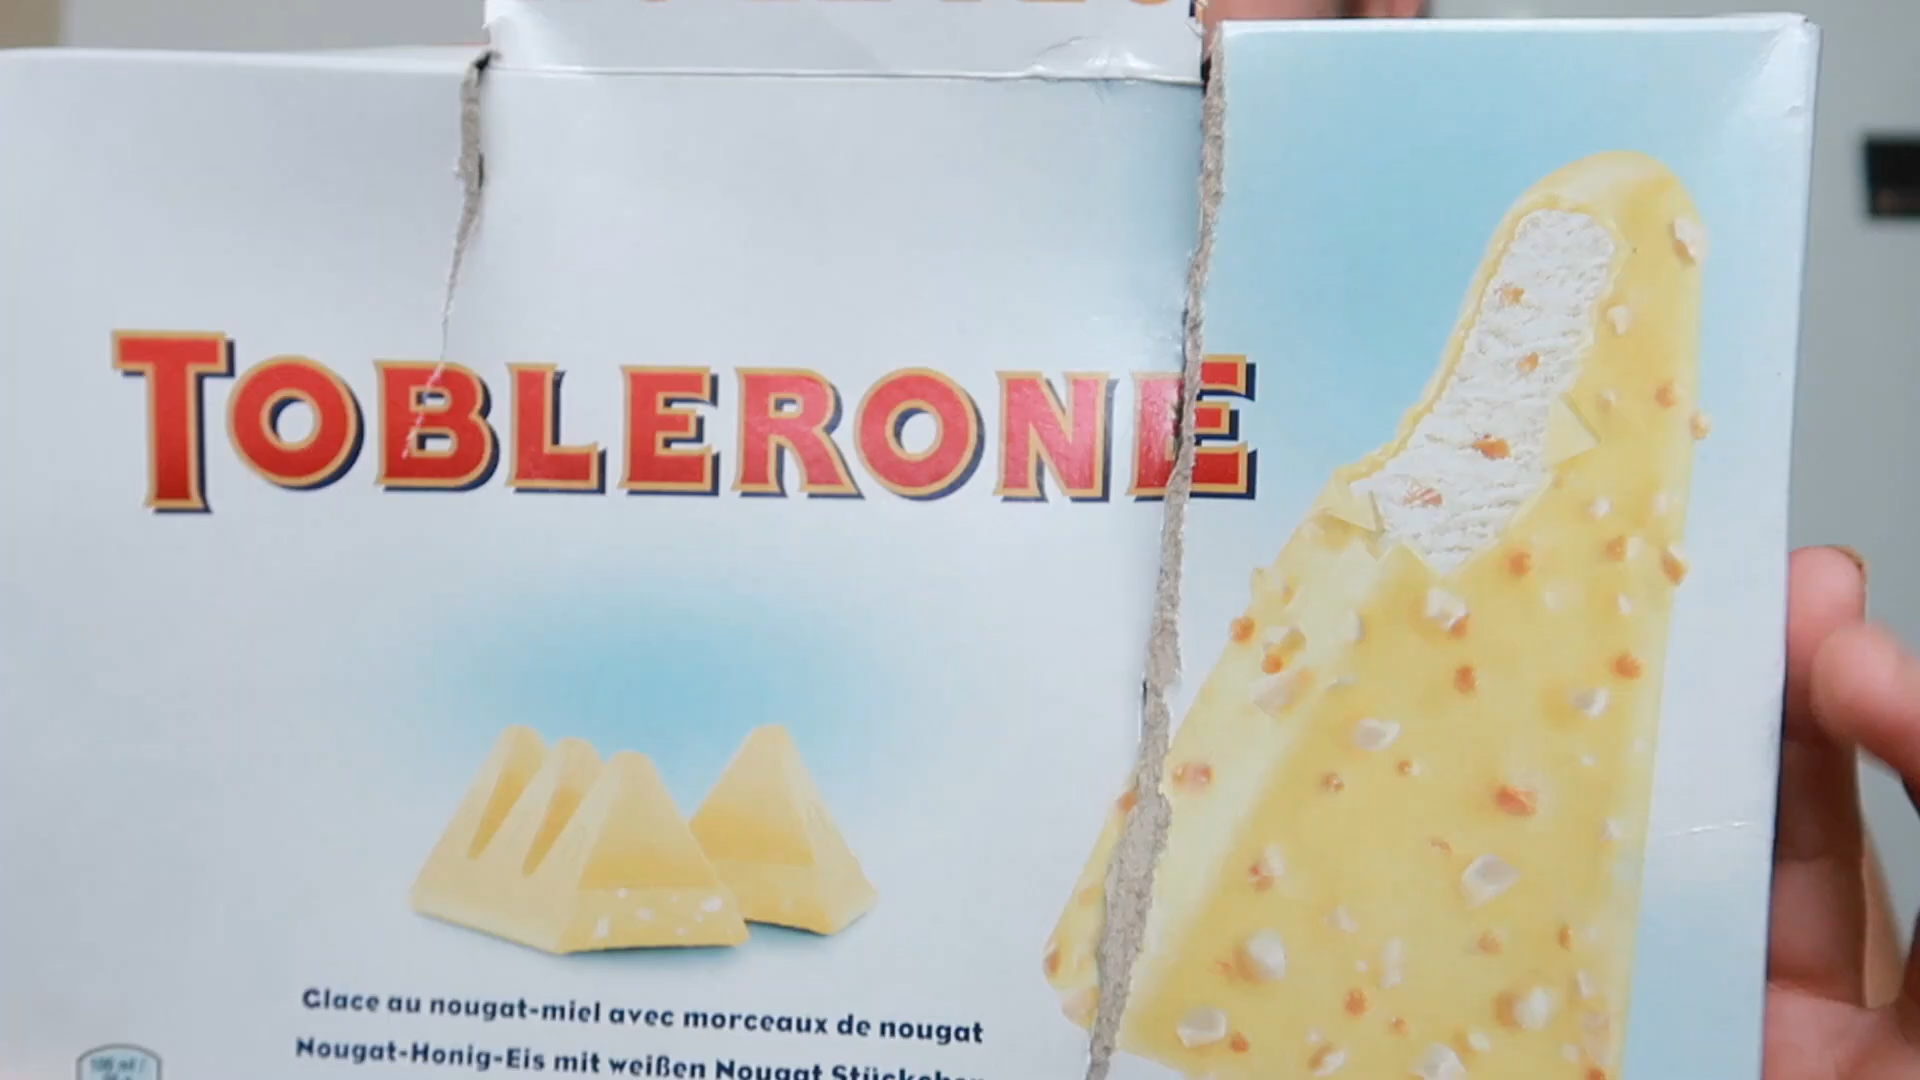 TOBLERONE
Glace au nougat-miel avec morceaux de nougat
Nougat-Honig-Eis mit weißen Nougat